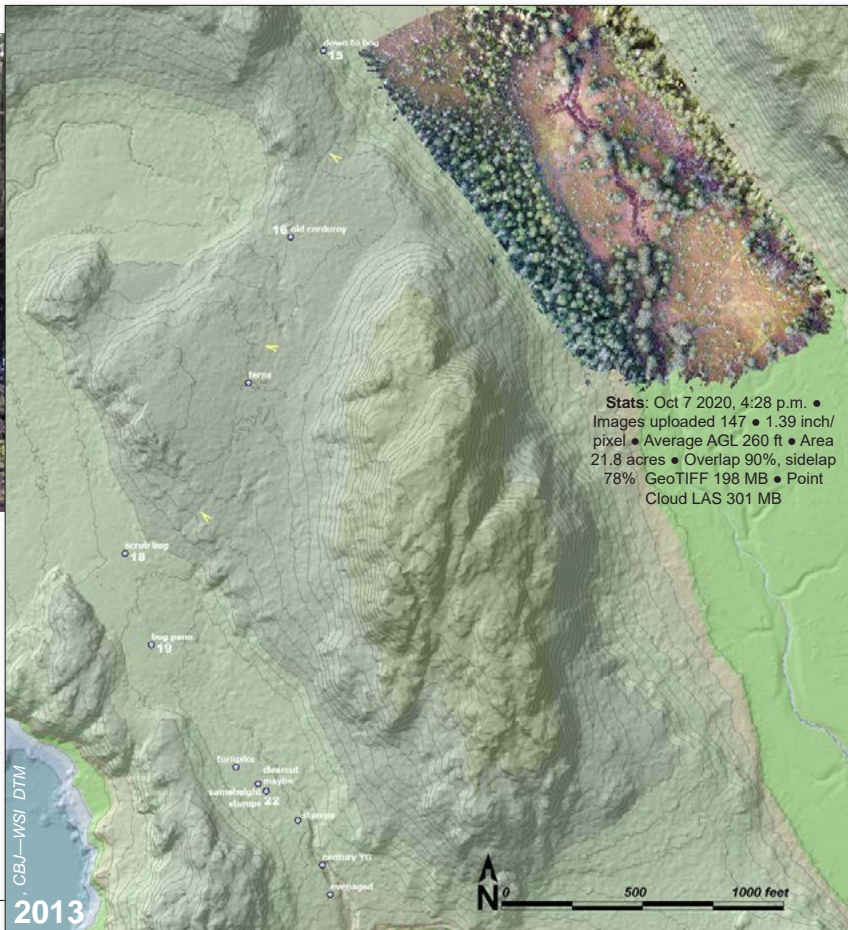 down to bog
15
16 old corduroy
ferns
Stats: Oct 7 2020, 4:28 p.m. ●
Images uploaded 147 ● 1.39 inch/
pixel ● Average AGL 260 ft ● Area
21.8 acres ● Overlap 90%, sidelap
78% GeoTIFF 198 MB ● Point
Cloud LAS 301 MB
scrub bog
18
bog pano
19
turnpike
clearcut
maybe
sameheight
stumps 22
stumps
century YG
evenaged
N 0 500 1000 feet
, CBJ—WSI DTM
2013